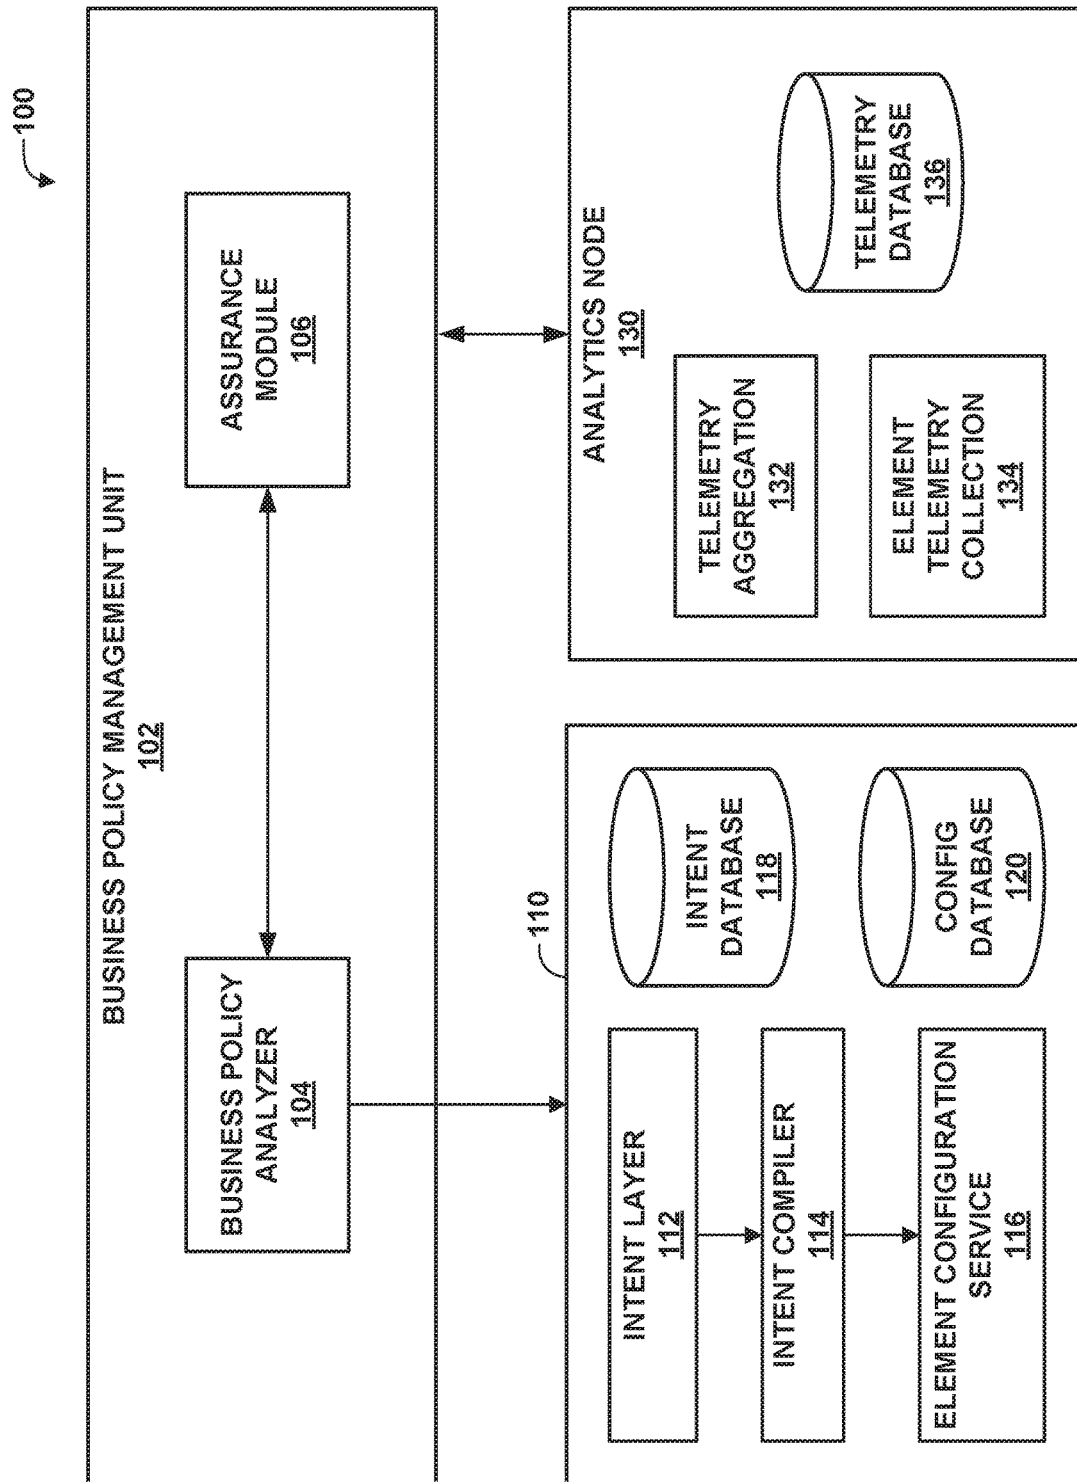 100
BUSINESS POLICY MANAGEMENT UNIT
102
BUSINESS POLICY
ANALYZER
104
ASSURANCE
MODULE
106
110
INTENT LAYER
112
INTENT COMPILER
114
ELEMENT CONFIGURATION
SERVICE
116
INTENT
DATABASE
118
CONFIG
DATABASE
120
ANALYTICS NODE
130
TELEMETRY
AGGREGATION
132
ELEMENT
TELEMETRY
COLLECTION
134
TELEMETRY
DATABASE
136